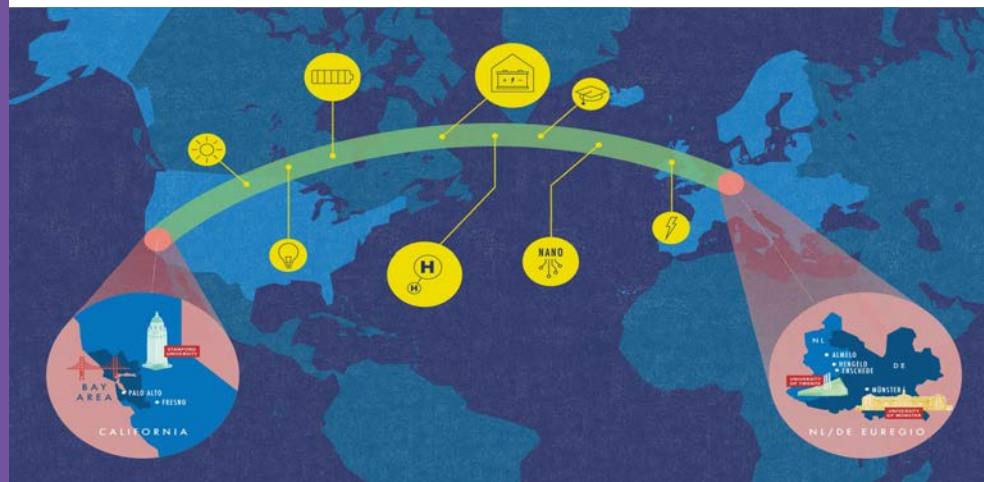 H
H
NANO
STANFORD
UNIVERSITY
BAY
AREA
PALO ALTO
FRESNO
CALIFORNIA
NL
DE
ALMELO
HENGELO
ENSCHEDE
UNIVERSITY
OF TWENTE
MÜNSTER
UNIVERSITY
OF MÜNSTER
NL/DE EUREGIO